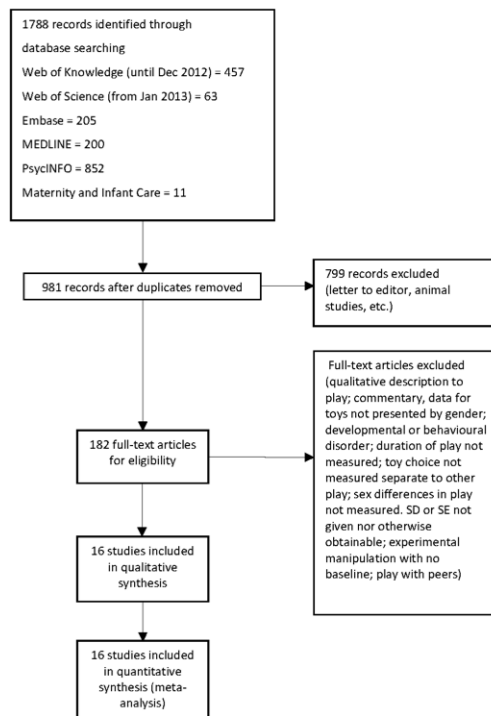 1788 records identified through
database searching
Web of Knowledge (until Dec 2012) = 457
Web of Science (from Jan 2013) = 63
Embase = 205
MEDLINE = 200
PsycINFO = 852
Maternity and Infant Care = 11
981 records after duplicates removed
799 records excluded
(letter to editor, animal
studies, etc.)
Full-text articles excluded
(qualitative description to
play; commentary, data for
toys not presented by gender;
developmental or behavioural
disorder; duration of play not
measured; toy choice not
measured separate to other
play; sex differences in play
not measured. SD or SE not
given nor otherwise
obtainable; experimental
manipulation with no
baseline; play with peers)
182 full-text articles
for eligibility
16 studies included
in qualitative
synthesis
16 studies included
in quantitative
synthesis (meta-
analysis)